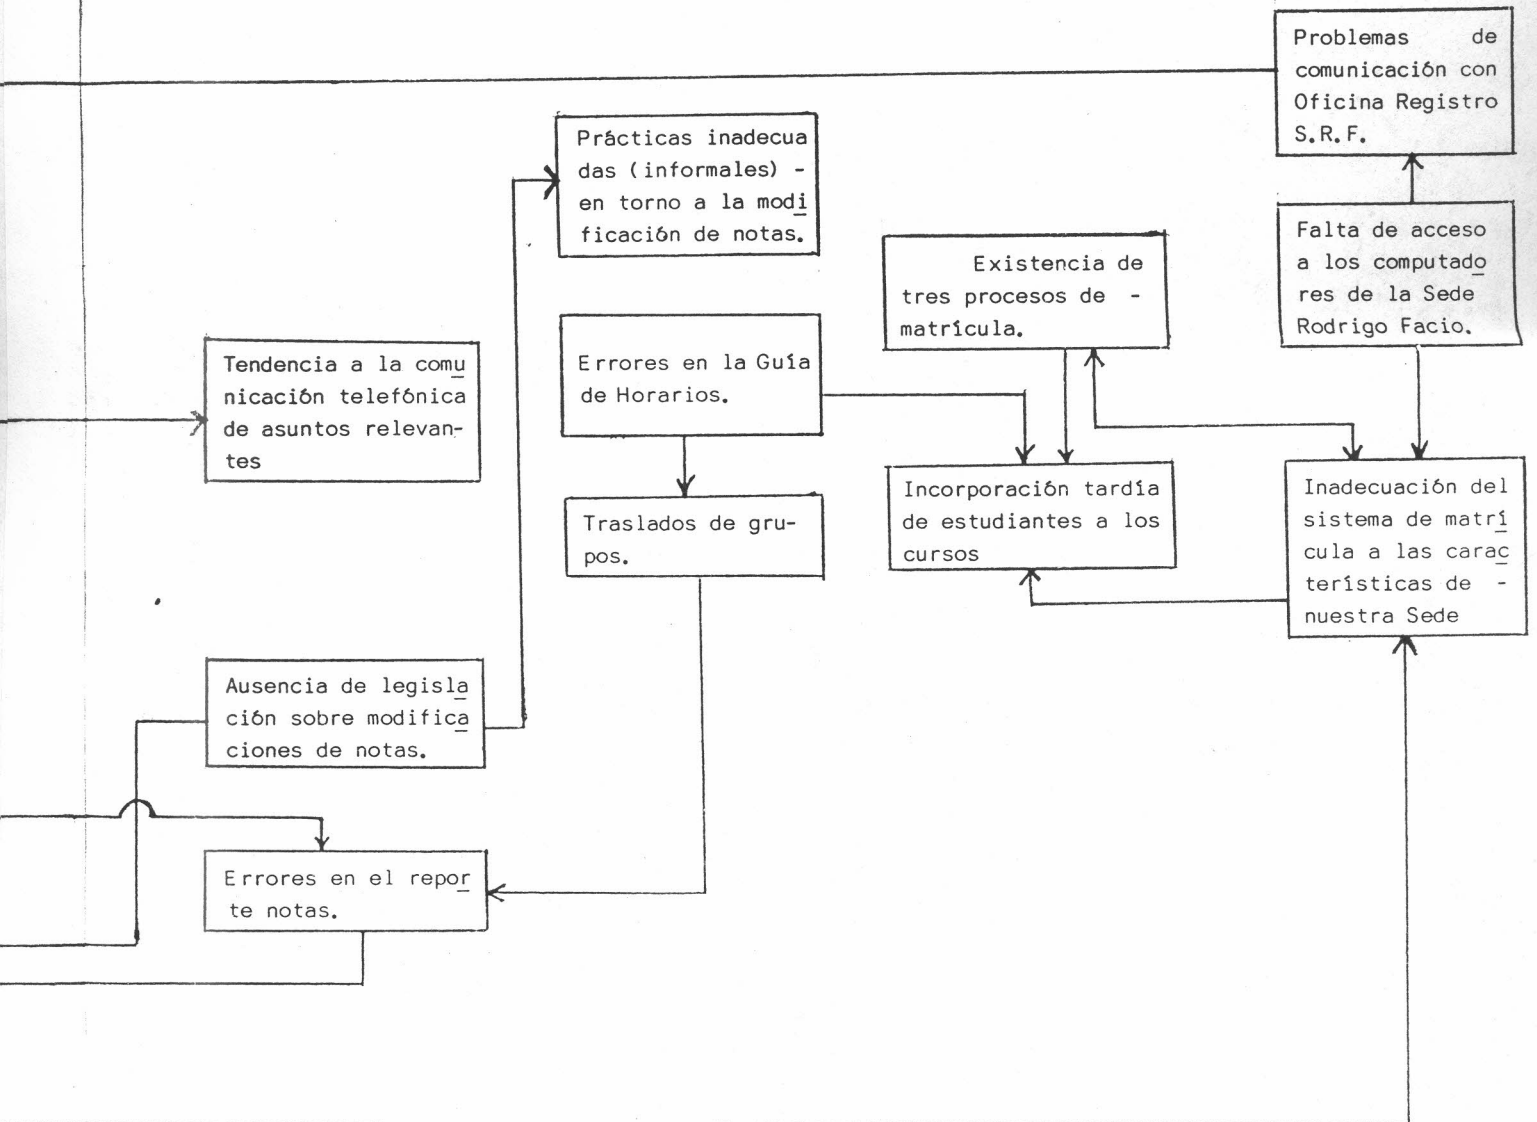 Problemas de
comunicación con
Oficina Registro
S.R.F.
Prácticas inadecua
das (informales) -
en torno a la modi
ficación de notas.
Falta de acceso
a los computado
res de la Sede
Rodrigo Facio.
Existencia de
tres procesos de -
matrícula.
Tendencia a la comu
nicación telefónica
de asuntos relevan-
tes
Errores en la Guía
de Horarios.
Incorporación tardía
de estudiantes a los
cursos
Inadecuación del
sistema de matrí
cula a las carac
terísticas de -
nuestra Sede
Traslados de gru-
pos.
Ausencia de legisla
ción sobre modifica
ciones de notas.
Errores en el repor
te notas.